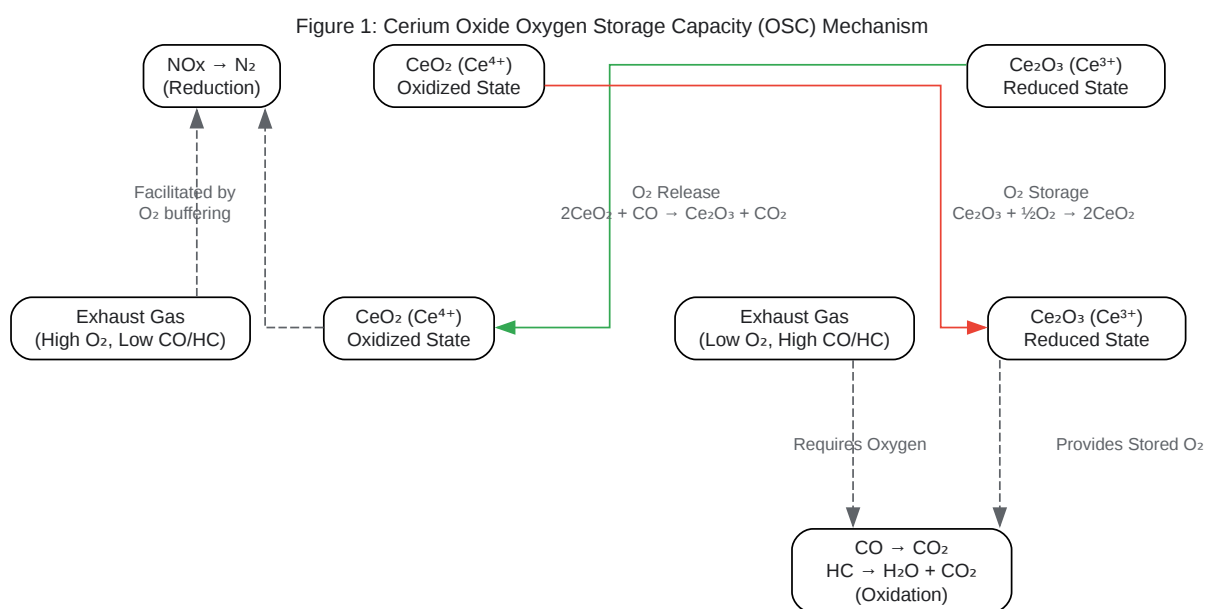 Figure 1: Cerium Oxide Oxygen Storage Capacity (OSC) Mechanism
NOx → N₂
(Reduction)
CeO₂ (Ce⁴⁺)
Oxidized State
Ce₂O₃ (Ce³⁺)
Reduced State
Facilitated by
O₂ buffering
O₂ Release
2CeO₂ + CO → Ce₂O₃ + CO₂
O₂ Storage
Ce₂O₃ + ½O₂ → 2CeO₂
Exhaust Gas
(High O₂, Low CO/HC)
CeO₂ (Ce⁴⁺)
Oxidized State
Exhaust Gas
(Low O₂, High CO/HC)
Ce₂O₃ (Ce³⁺)
Reduced State
Requires Oxygen
Provides Stored O₂
CO → CO₂
HC → H₂O + CO₂
(Oxidation)